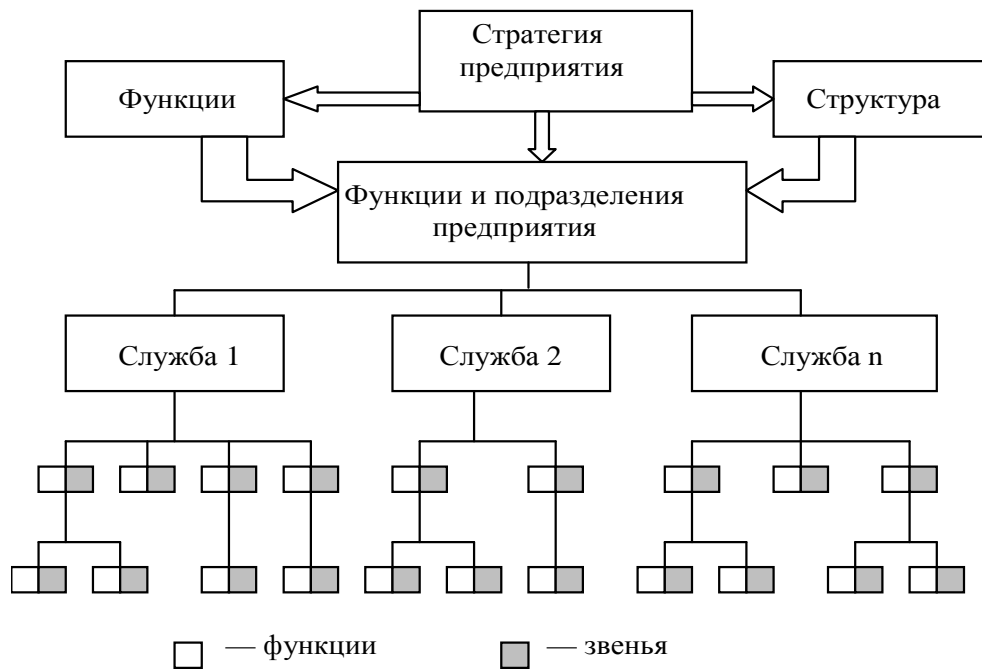 Стратегия
предприятия
Функции
Структура
Функции и подразделения
предприятия
Служба 1
Служба 2
Служба n
— функции
— звенья